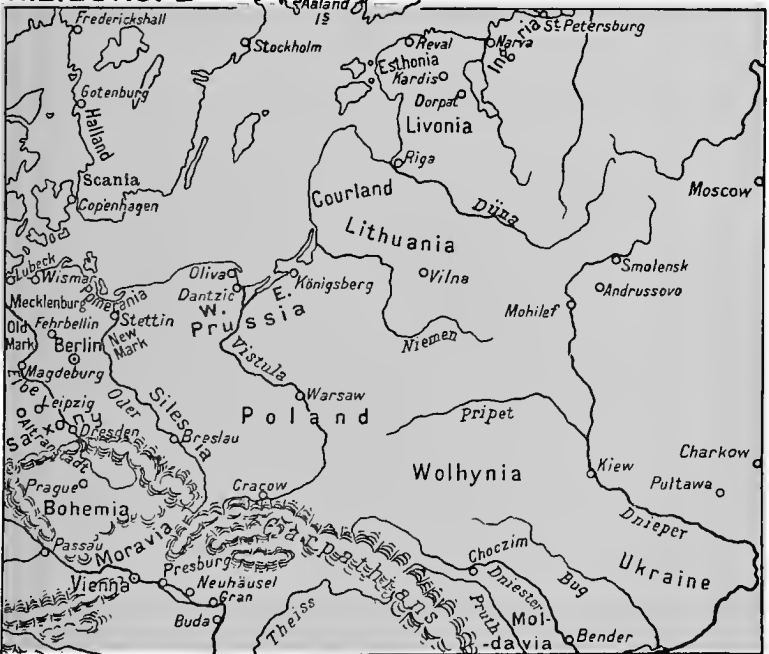 Aaland
Is
Frederickshall
Stockholm
St Petersburg
Reval
Narva
Ingria
Esthonia
Kardis
Dorpat
Gotenburg
Halland
Livonia
Riga
Scania
Copenhagen
Courland
Düna
Moscow
Lithuania
Lubeck
Wismar
Oliva
Königsberg
Vilna
Smolensk
Andrussovo
Mecklenburg
Pomerania
Dantzic
W. E.
Prussia
Mohilef
Old
Mark
Fehrbellin
Stettin
New
Mark
Berlin
Niemen
Vistula
Magdeburg
Elbe
Oder
Silesia
Warsaw
Leipzig
Altranstadt
Saxony
Dresden
Breslau
Poland
Pripet
Charkow
Prague
Cracow
Wolhynia
Kiew
Pultawa
Bohemia
Moravia
Carpathians
Dnieper
Passau
Choczim
Ukraine
Vienna
Presburg
Neuhäusel
Gran
Dniester
Bug
Buda
Theiss
Pruth
Mol-
-davia
Bender